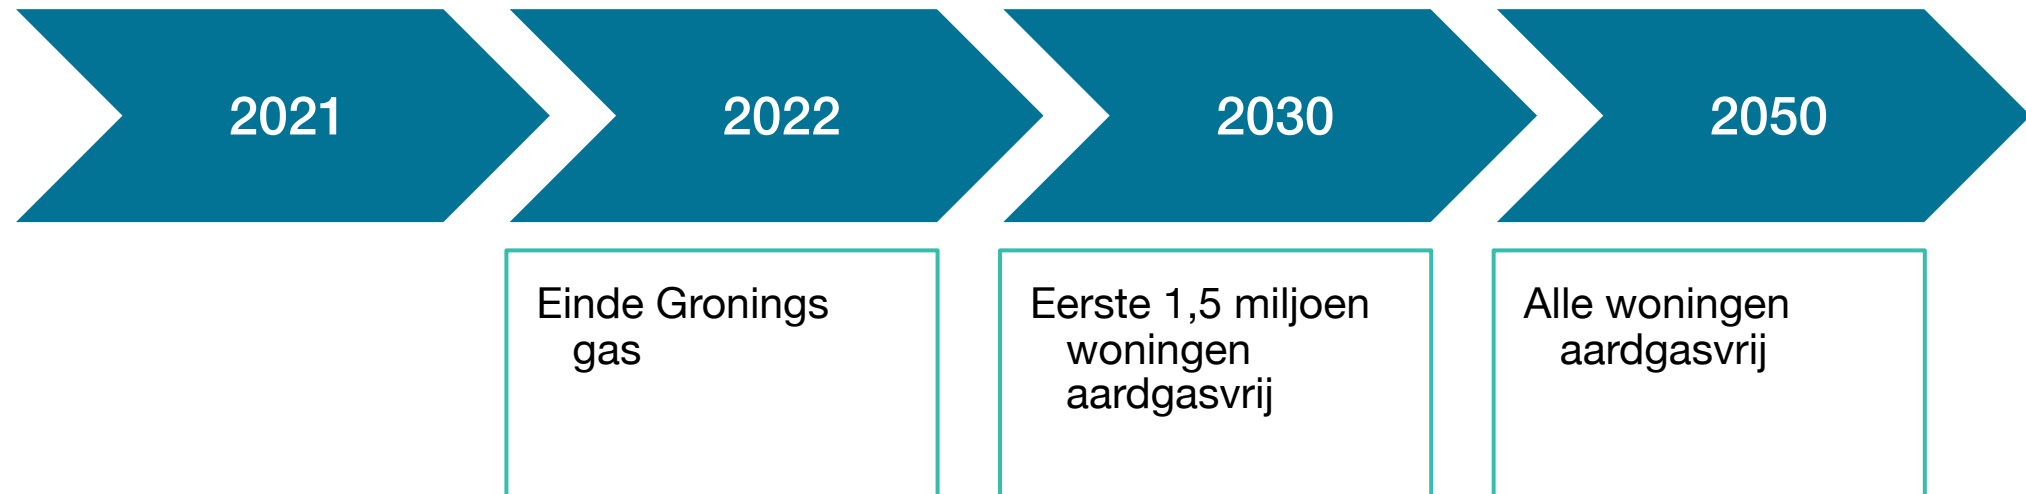 2021
2022
2030
2050
Einde Gronings
gas
Eerste 1,5 miljoen
woningen
aardgasvrij
Alle woningen
aardgasvrij